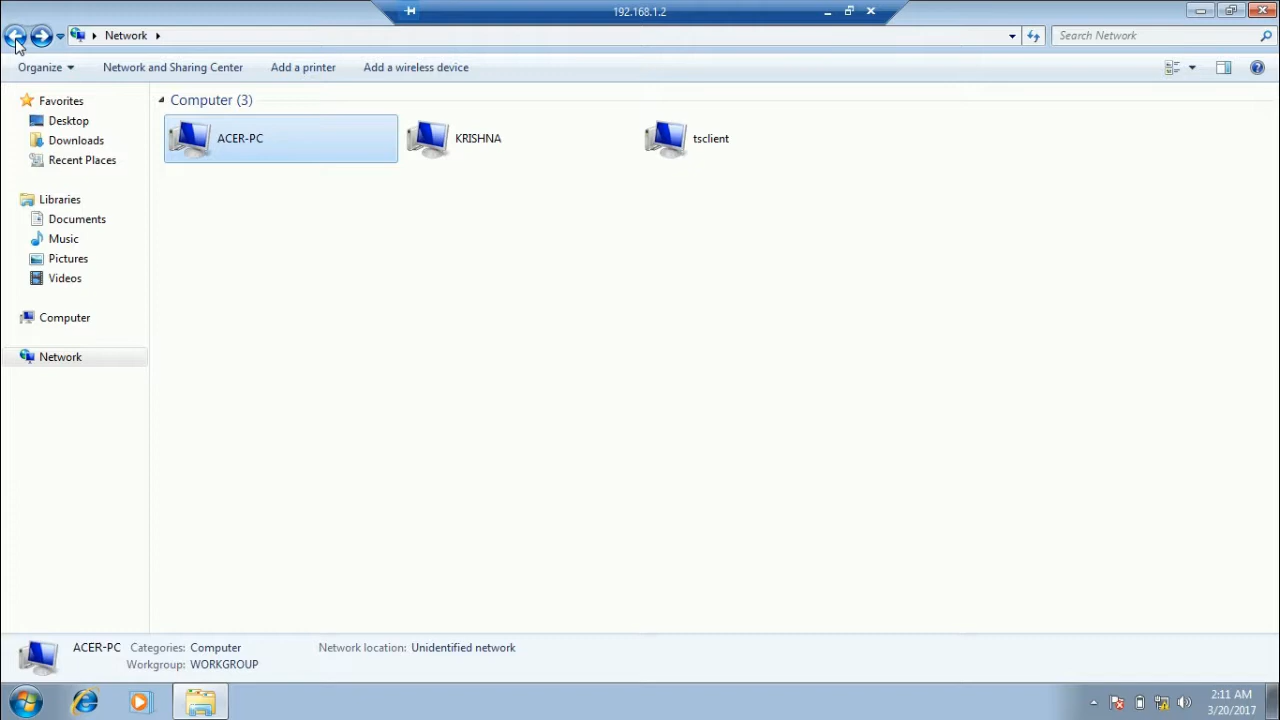 192.168.1.2
Network
Search Network
Organize
Network and Sharing Center
Add a printer
Add a wireless device
Favorites
Desktop
Downloads
Recent Places
Libraries
Documents
Music
Pictures
Videos
Computer
Network
Computer (3)
ACER-PC
KRISHNA
tsclient
ACER-PC Categories: Computer Network location: Unidentified network
Workgroup: WORKGROUP
2:11 AM
3/20/2017